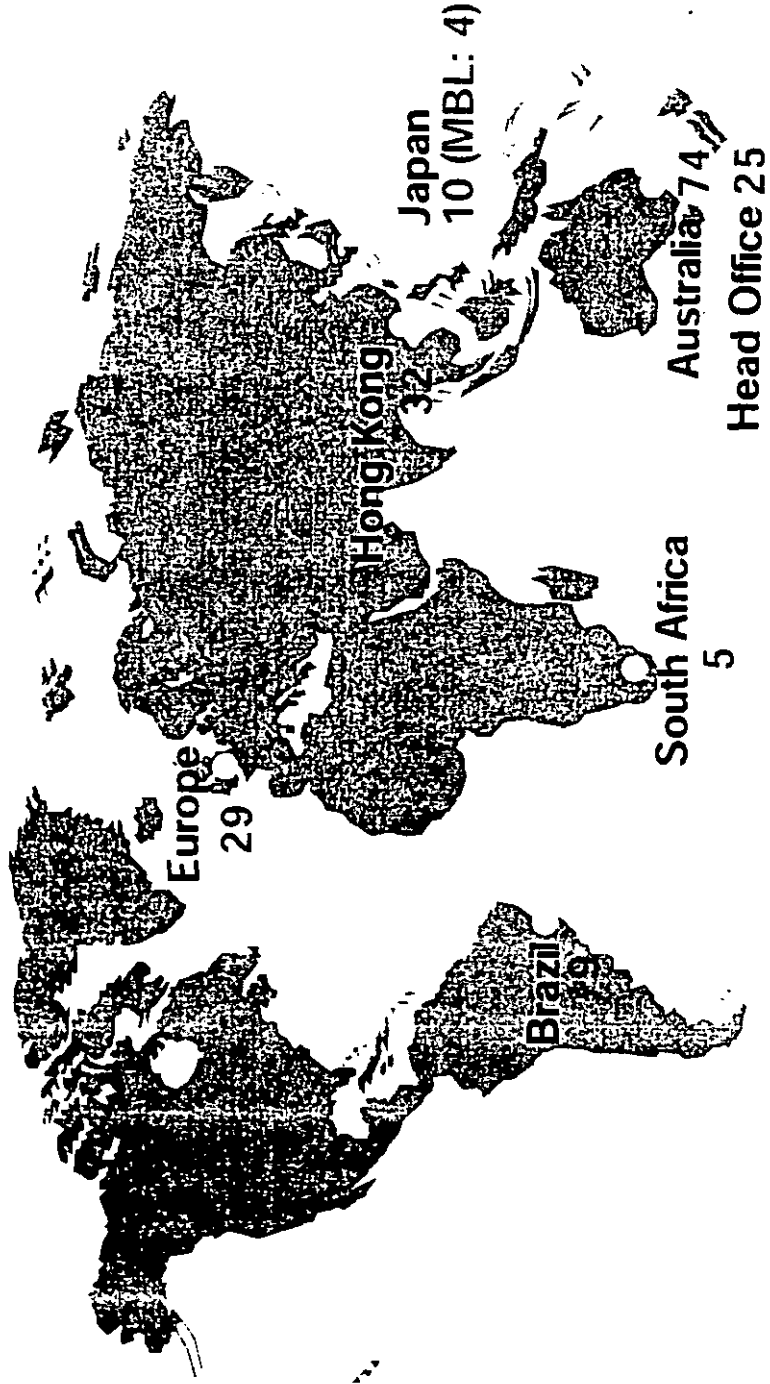 Europe
29
Hong Kong
32
Japan
10 (MBL: 4)
Brazil
South Africa
5
Australia 74
Head Office 25